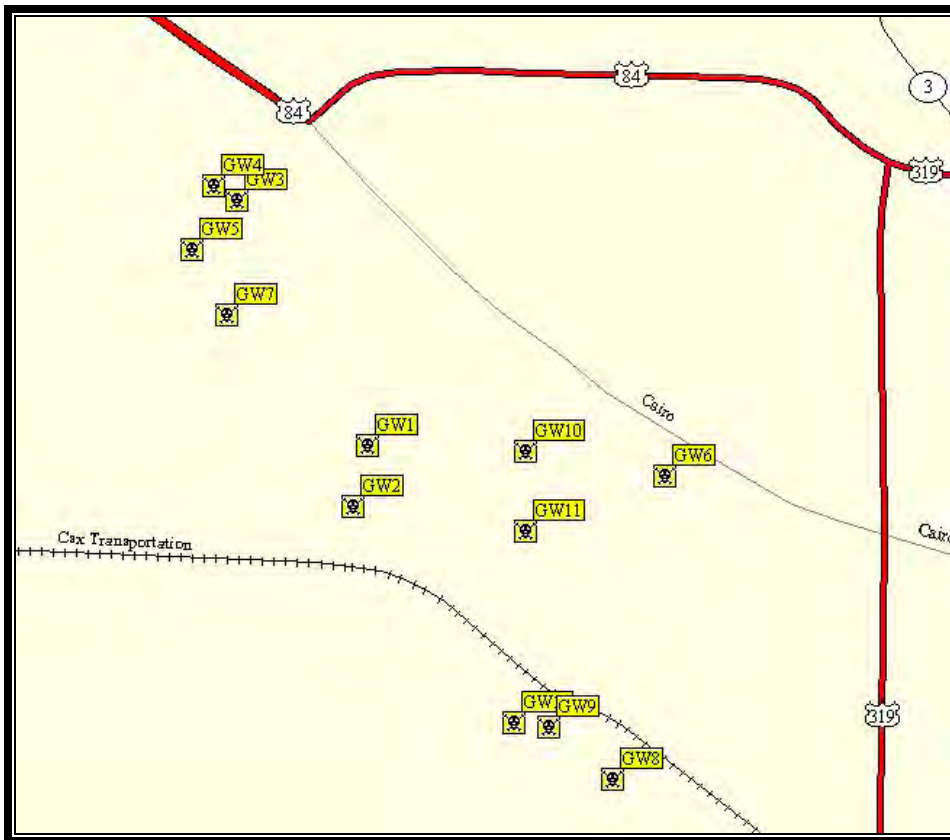 84
84
3
319
GW4
GW3
GW5
GW7
Cairo
GW1
GW10
GW6
GW2
GW11
Csx Transportation
Cairo
GW9
319
GW8